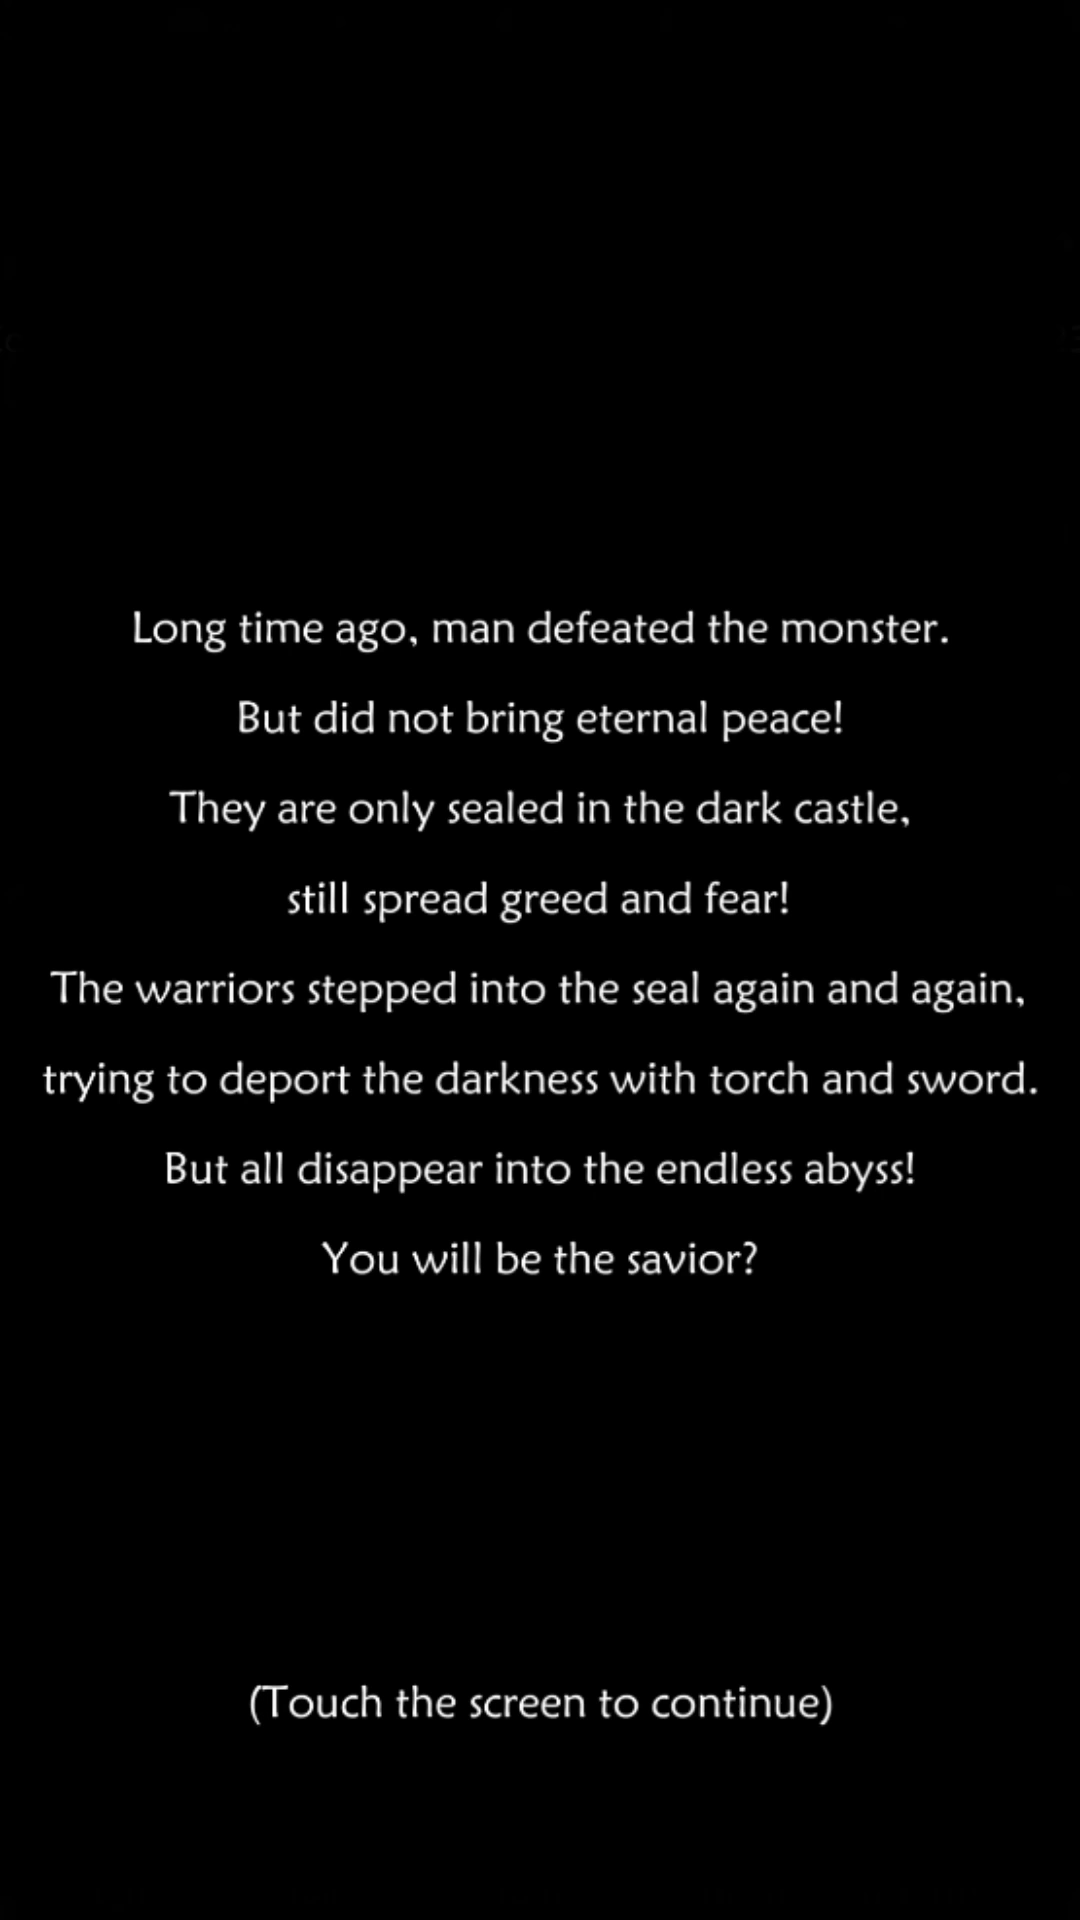 Long time ago, man defeated the monster.
But did not bring eternal peace!
They are only sealed in the dark castle,
still spread greed and fear!
The warriors stepped into the seal again and again,
trying to deport the darkness with torch and sword.
But all disappear into the endless abyss!
You will be the savior?
(Touch the screen to continue)